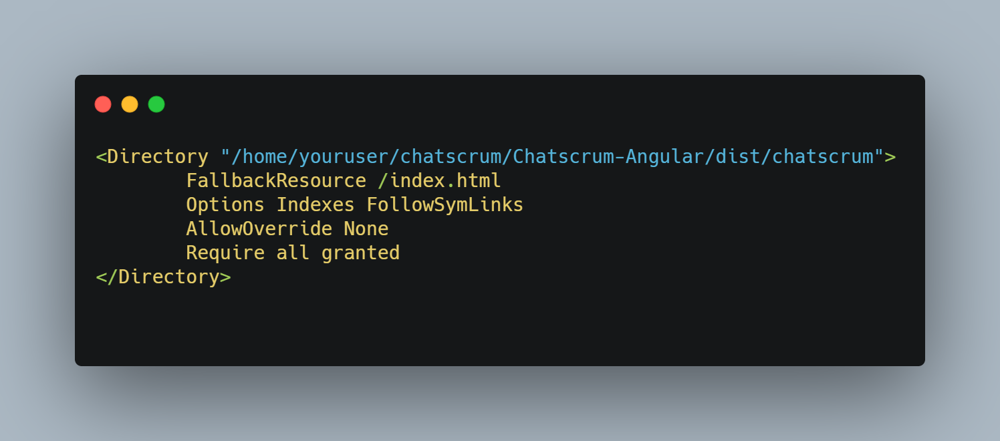 <Directory "/home/youruser/chatscrum/Chatscrum-Angular/dist/chatscrum">
        FallbackResource /index.html
        Options Indexes FollowSymLinks
        AllowOverride None
        Require all granted
</Directory>